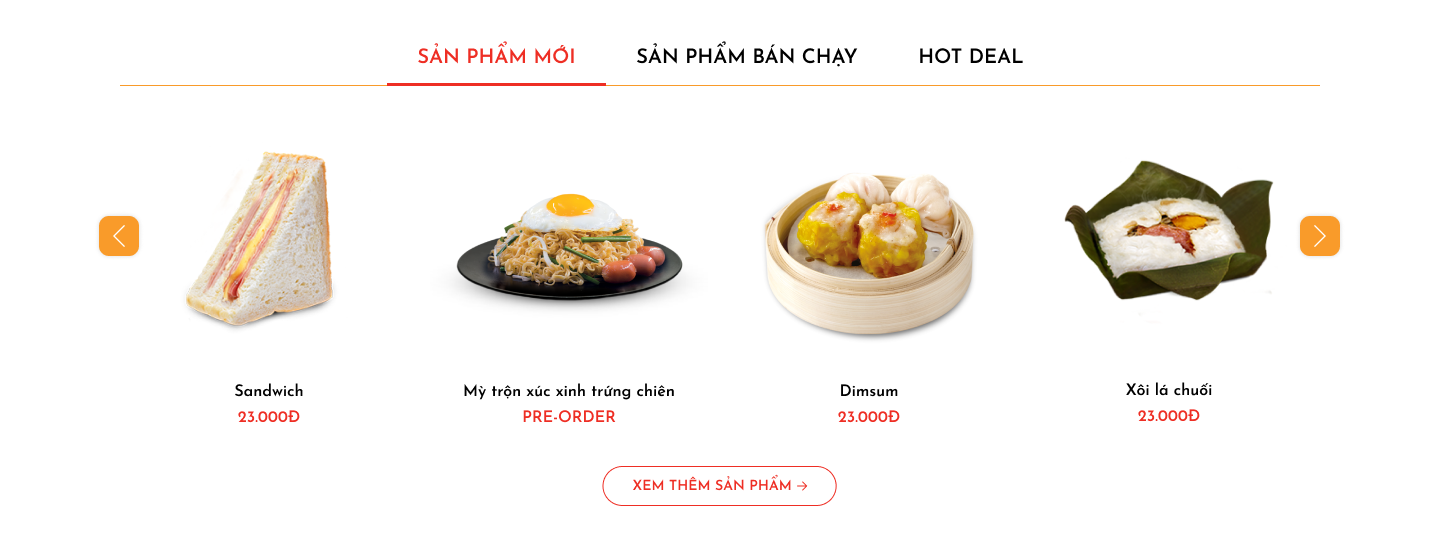 SẢN PHẨM MỚI
SẢN PHẨM BÁN CHẠY
HOT DEAL
Sandwich
23.000Đ
Mỳ trộn xúc xinh trứng chiên
PRE-ORDER
Dimsum
23.000Đ
Xôi lá chuối
23.000Đ
XEM THÊM SẢN PHẨM →